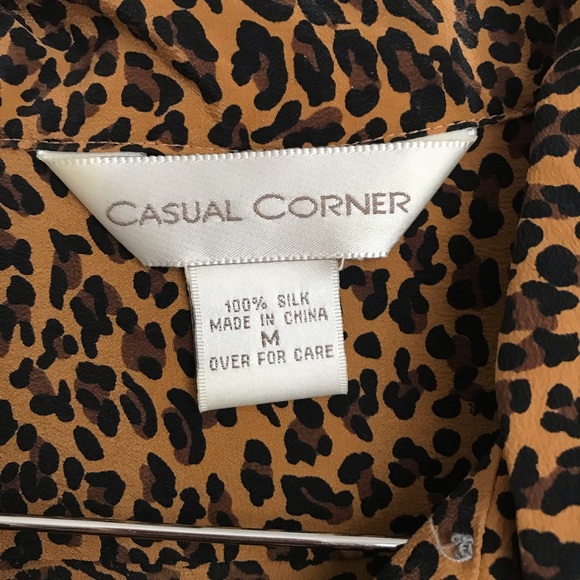 CASUAL CORNER
100% SILK
MADE IN CHINA
M
OVER FOR CARE